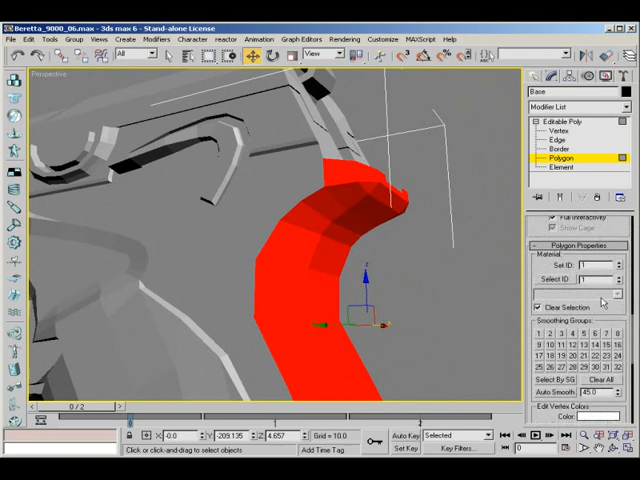 Beretta_9000_06.max - 3ds max 6 - Stand-alone License
File Edit Tools Group Views Create Modifiers Character reactor Animation Graph Editors Rendering Customize MAXScript Help
All View
Perspective
Base
Modifier List
Editable Poly
Vertex
Edge
Border
Polygon
Element
Full Interactivity
Show Cage
- Polygon Properties
Material:
Set ID: 1
Select ID 1
Clear Selection
Smoothing Groups:
1 2 3 4 5 6 7 8
9 10 11 12 13 14 15 16
17 18 19 20 21 22 23 24
25 26 27 28 29 30 31 32
Select By SG Clear All
Auto Smooth 45.0
Edit Vertex Colors
Color:
z
0 / 2
0 1 2
X -0.0 Y -209.135 Z 4.657 Grid = 10.0 Auto Key Selected
Click or click-and-drag to select objects Add Time Tag Set Key Key Filters... 0